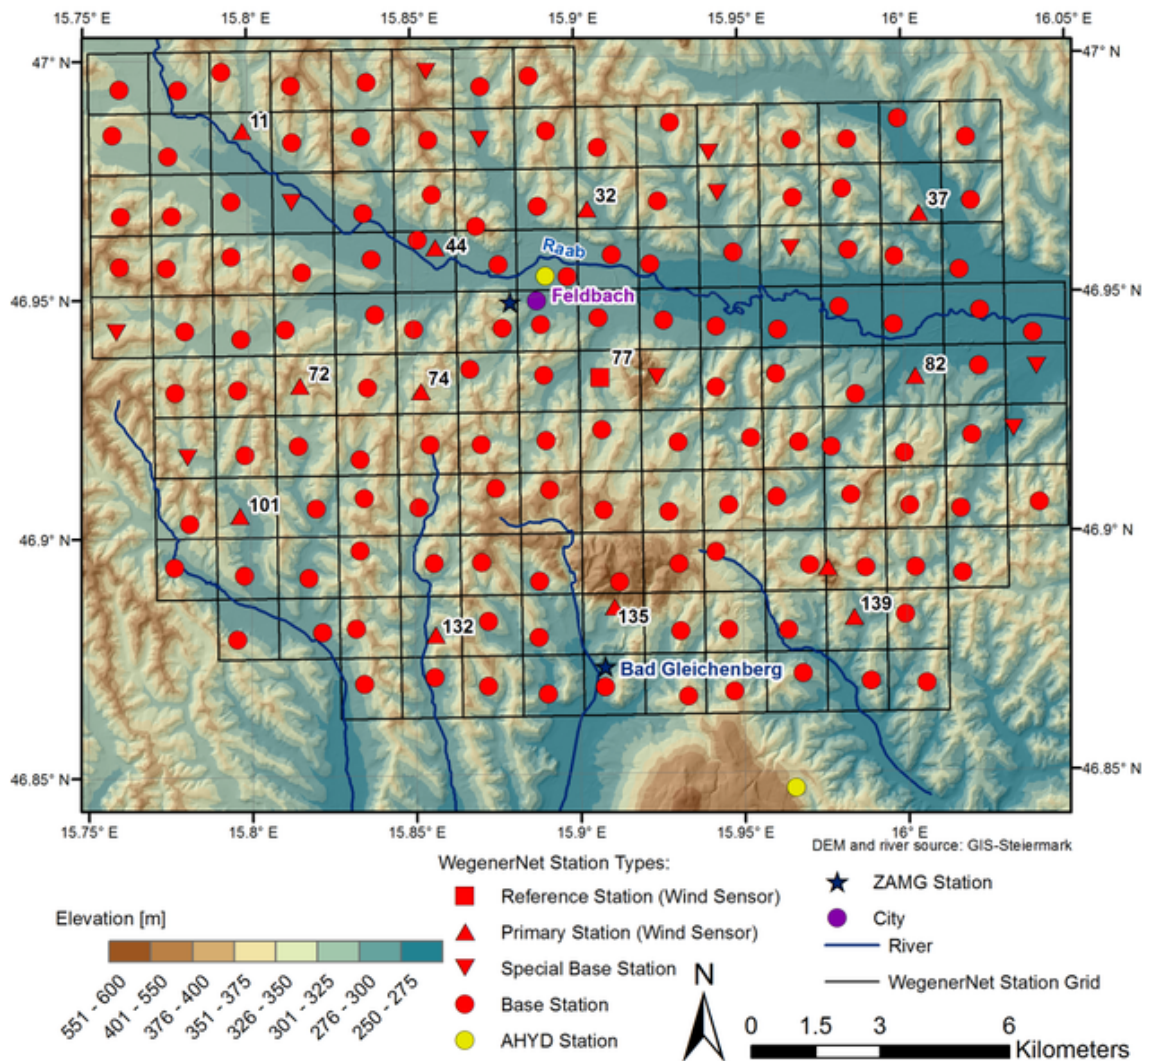 15.75° E 15.8° E 15.85° E 15.9° E 15.95° E 16° E 16.05° E
47° N 47° N
11
32
37
44
Raab
46.95° N Feldbach 46.95° N
77
72 74 82
101
46.9° N 46.9° N
132 135 139
Bad Gleichenberg
46.85° N 46.85° N
15.75° E 15.8° E 15.85° E 15.9° E 15.95° E 16° E
DEM and river source: GIS-Steiermark
WegenerNet Station Types:
Reference Station (Wind Sensor) ZAMG Station
Elevation [m] Primary Station (Wind Sensor) City
Special Base Station River
Base Station WegenerNet Station Grid
AHYD Station
551 - 600
401 - 550
376 - 400
351 - 375
326 - 350
301 - 325
276 - 300
250 - 275
N
0 1.5 3 6
Kilometers